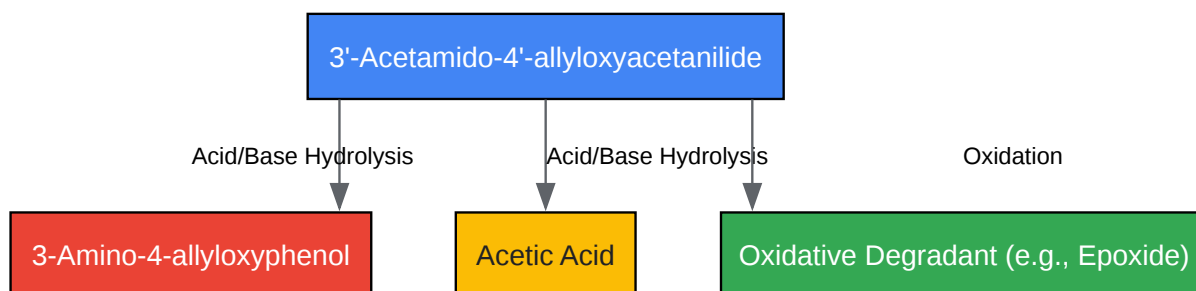 3'-Acetamido-4'-allyloxyacetanilide
Acid/Base Hydrolysis
Acid/Base Hydrolysis
Oxidation
3-Amino-4-allyloxyphenol
Acetic Acid
Oxidative Degradant (e.g., Epoxide)